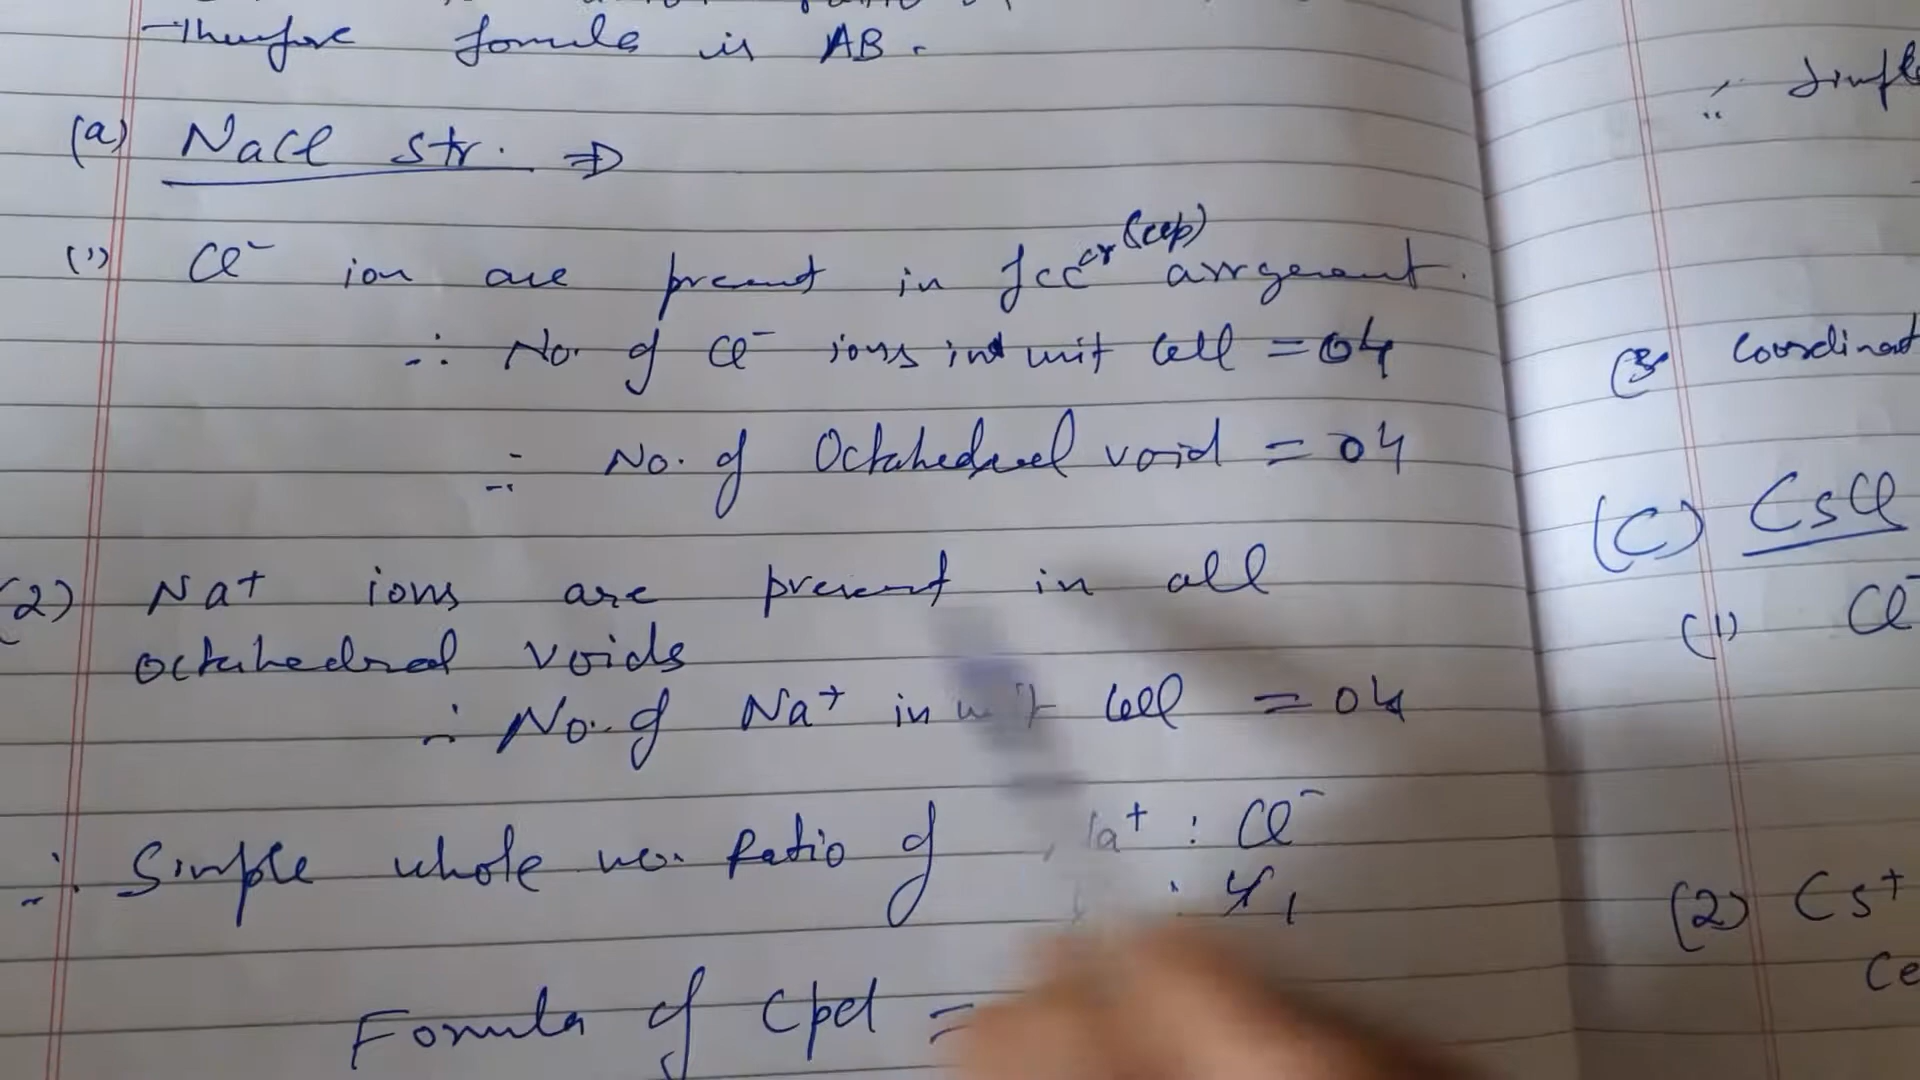 Therefore formula is AB.
(a) NaCl str. ⇒
(1) Cl⁻ ion are present in fcc or (ccp) arrgement.
∴ No. of Cl⁻ ions in unit cell = 04
∴ No. of Octahedral void = 04
(2) Na⁺ ions are present in all
octahedral voids
∴ No. of Na⁺ in unit cell = 04
∴ Simple whole no. Ratio of Na⁺ : Cl⁻
: 4 1
Formula of Cpd =
∴
(3
(C) CsCl
(1) Cl⁻
(2) Cs⁺